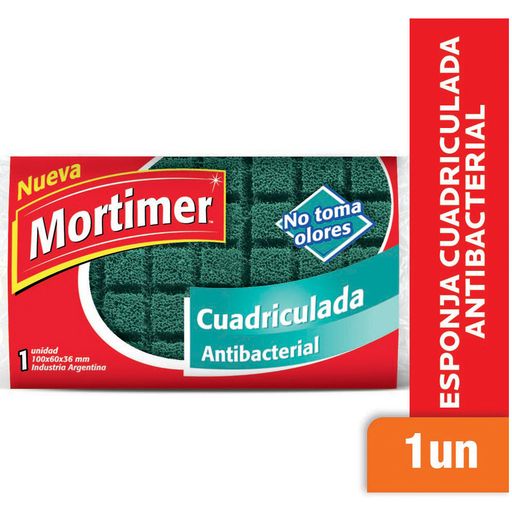 Nueva
Mortimer
No toma
olores
Cuadriculada
Antibacterial
1 unidad
100x60x36 mm
Industria Argentina
ESPONJA CUADRICULADA
ANTIBACTERIAL
1un